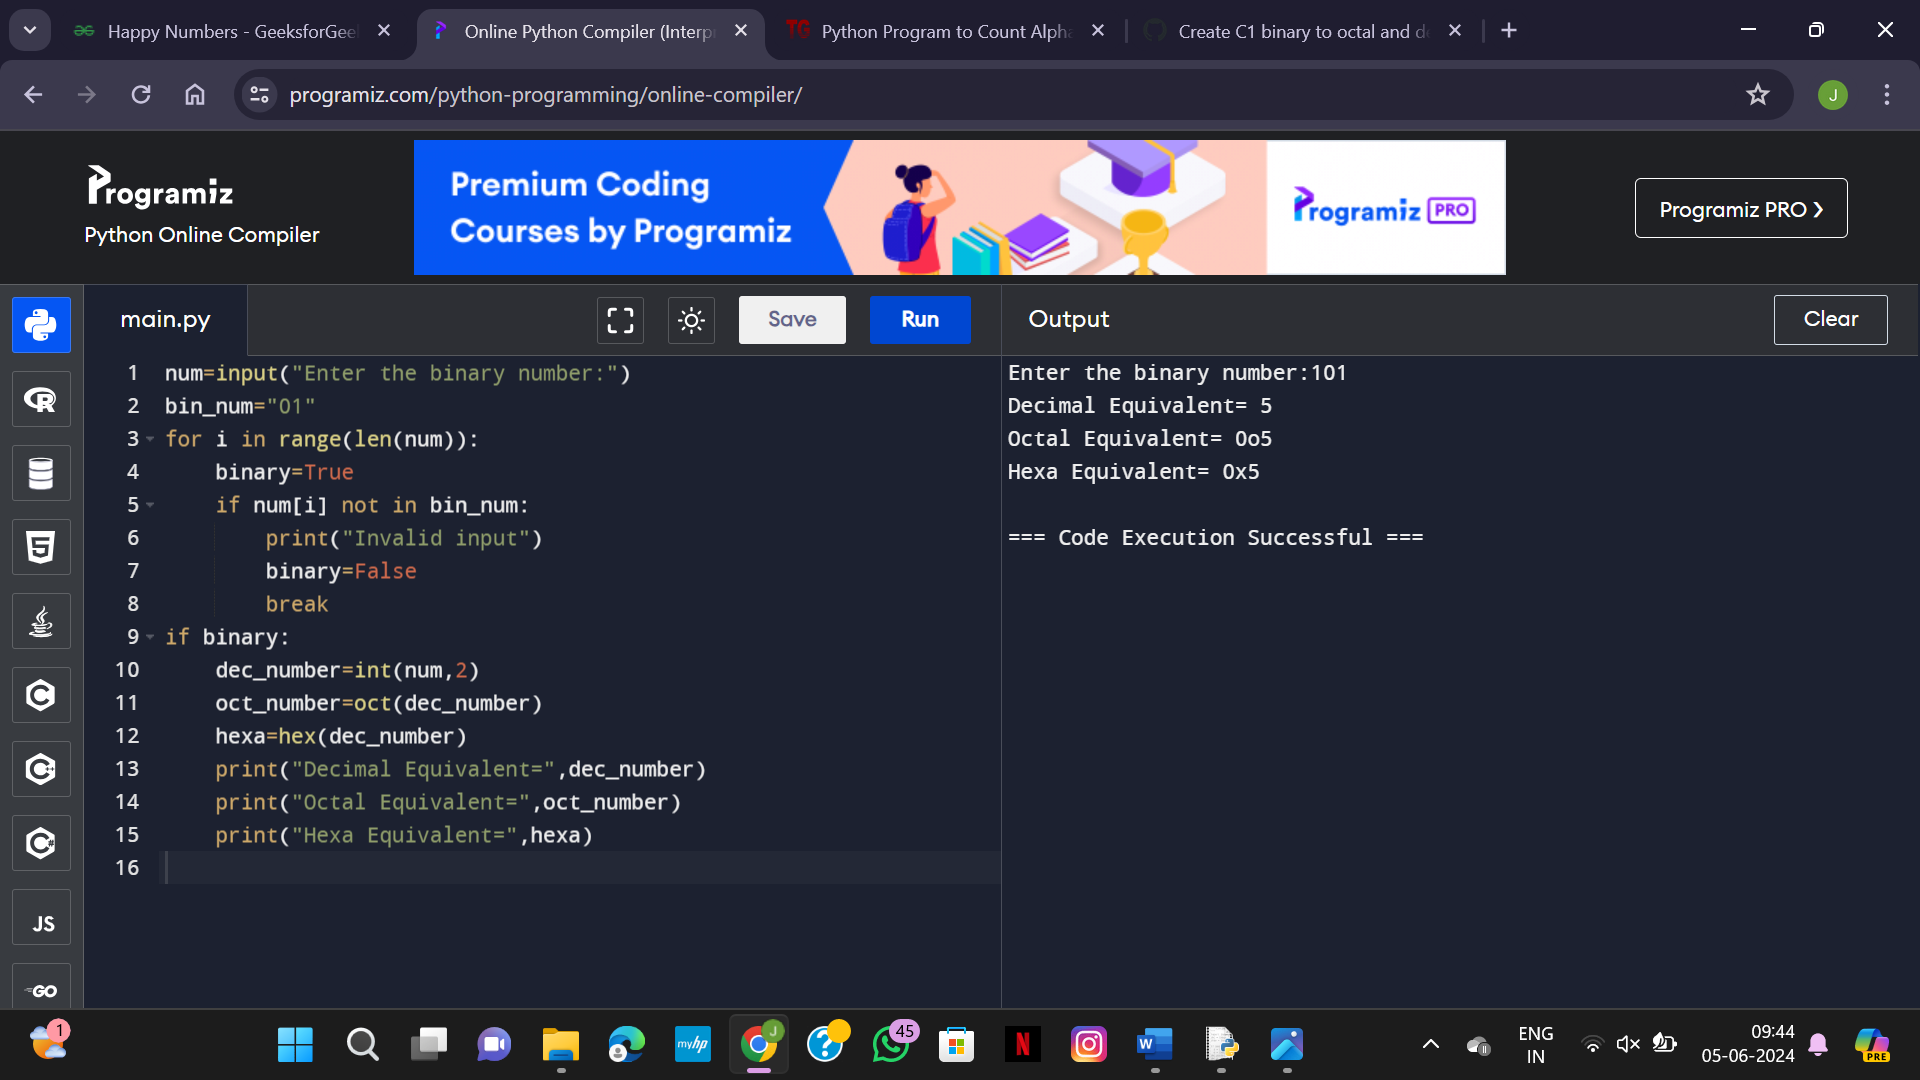 Happy Numbers - GeeksforGee
Online Python Compiler (Interp
TG
Python Program to Count Alpha
Create C1 binary to octal and de
programiz.com/python-programming/online-compiler/
J
Programiz
Python Online Compiler
Premium Coding
Courses by Programiz
Programiz PRO
Programiz PRO
main.py
Save
Run
Output
Clear
1 num=input("Enter the binary number:")
2 bin_num="01"
3 for i in range(len(num)):
4     binary=True
5     if num[i] not in bin_num:
6         print("Invalid input")
7         binary=False
8         break
9 if binary:
10     dec_number=int(num,2)
11     oct_number=oct(dec_number)
12     hexa=hex(dec_number)
13     print("Decimal Equivalent=",dec_number)
14     print("Octal Equivalent=",oct_number)
15     print("Hexa Equivalent=",hexa)
16
Enter the binary number:101
Decimal Equivalent= 5
Octal Equivalent= 0o5
Hexa Equivalent= 0x5
=== Code Execution Successful ===
R
5
C
C++
C#
JS
GO
1
myhp
J
?
45
N
W
ENG
IN
09:44
05-06-2024
PRE